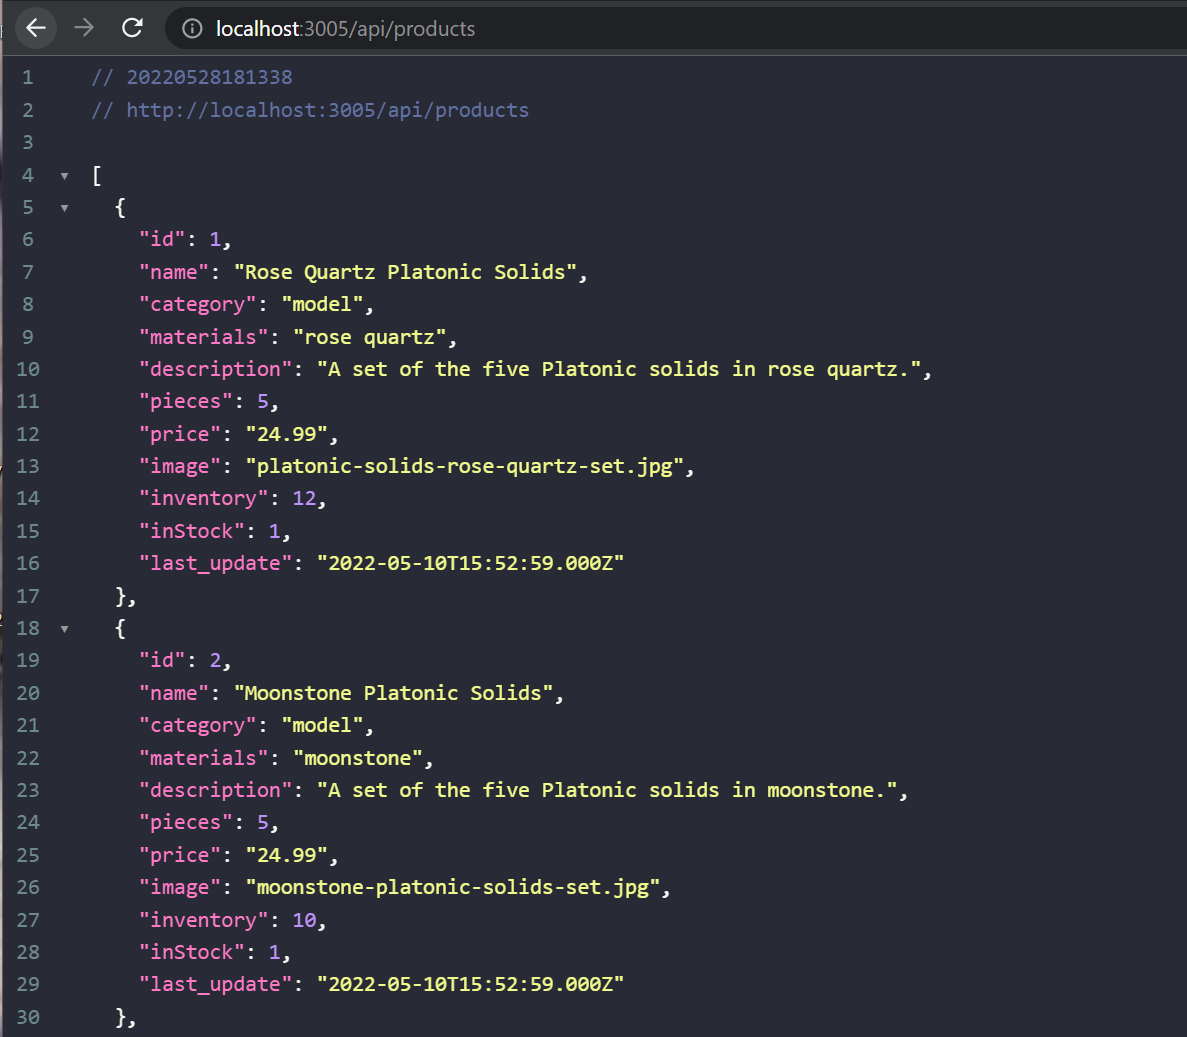 localhost:3005/api/products
1 // 20220528181338
2 // http://localhost:3005/api/products
3
4 [
5 {
6 "id": 1,
7 "name": "Rose Quartz Platonic Solids",
8 "category": "model",
9 "materials": "rose quartz",
10 "description": "A set of the five Platonic solids in rose quartz.",
11 "pieces": 5,
12 "price": "24.99",
13 "image": "platonic-solids-rose-quartz-set.jpg",
14 "inventory": 12,
15 "inStock": 1,
16 "last_update": "2022-05-10T15:52:59.000Z"
17 },
18 {
19 "id": 2,
20 "name": "Moonstone Platonic Solids",
21 "category": "model",
22 "materials": "moonstone",
23 "description": "A set of the five Platonic solids in moonstone.",
24 "pieces": 5,
25 "price": "24.99",
26 "image": "moonstone-platonic-solids-set.jpg",
27 "inventory": 10,
28 "inStock": 1,
29 "last_update": "2022-05-10T15:52:59.000Z"
30 },